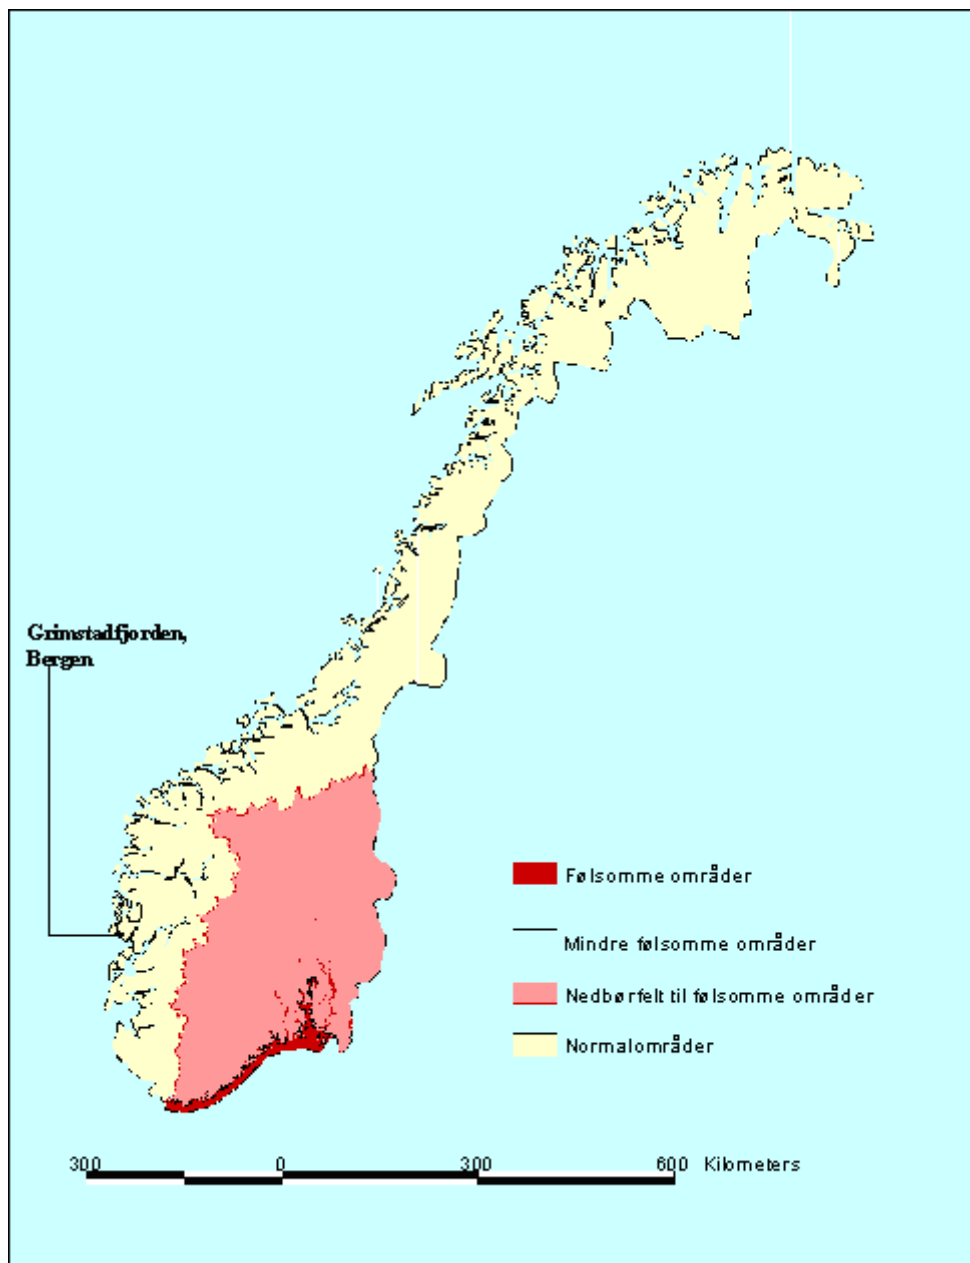 Grimstadfjorden,
Bergen
Følsomme områder
Mindre følsomme områder
Nedbørfelt til følsomme områder
Normalområder
300 0 300 600 Kilometers